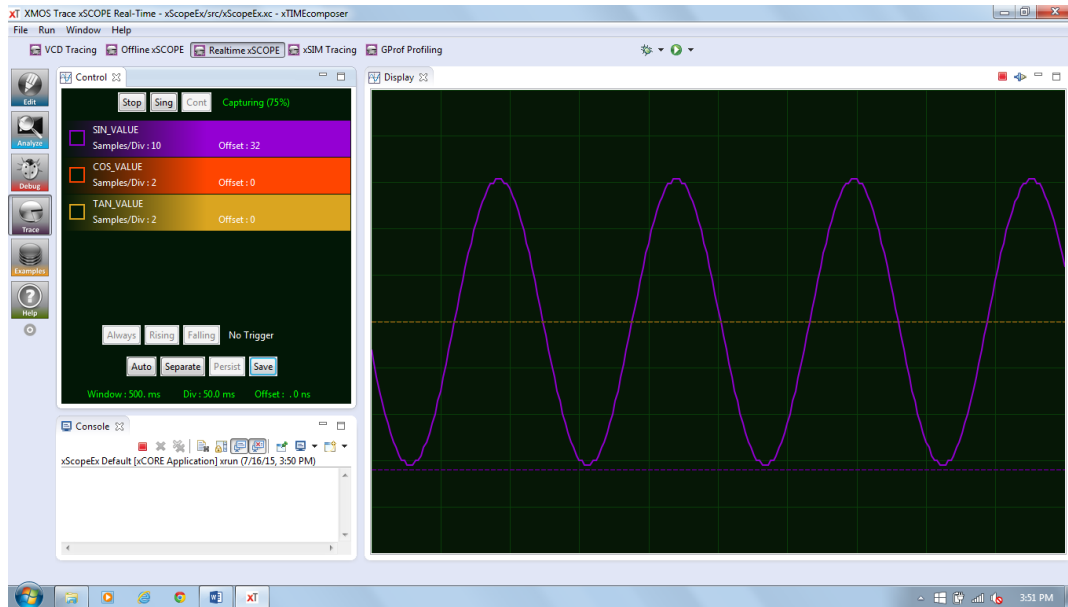 XMOS Trace xSCOPE Real-Time - xScopeEx/src/xScopeEx.xc - xTIMEcomposer
File Run Window Help
VCD Tracing Offline xSCOPE Realtime xSCOPE xSIM Tracing GProf Profiling
Edit
Analyze
Debug
Trace
Examples
Help
Control
Stop Sing Cont Capturing (75%)
SIN_VALUE
Samples/Div : 10 Offset : 32
COS_VALUE
Samples/Div : 2 Offset : 0
TAN_VALUE
Samples/Div : 2 Offset : 0
Always Rising Falling No Trigger
Auto Separate Persist Save
Window : 500. ms Div : 50.0 ms Offset : .0 ns
Display
Console
xScopeEx Default [xCORE Application] xrun (7/16/15, 3:50 PM)
3:51 PM